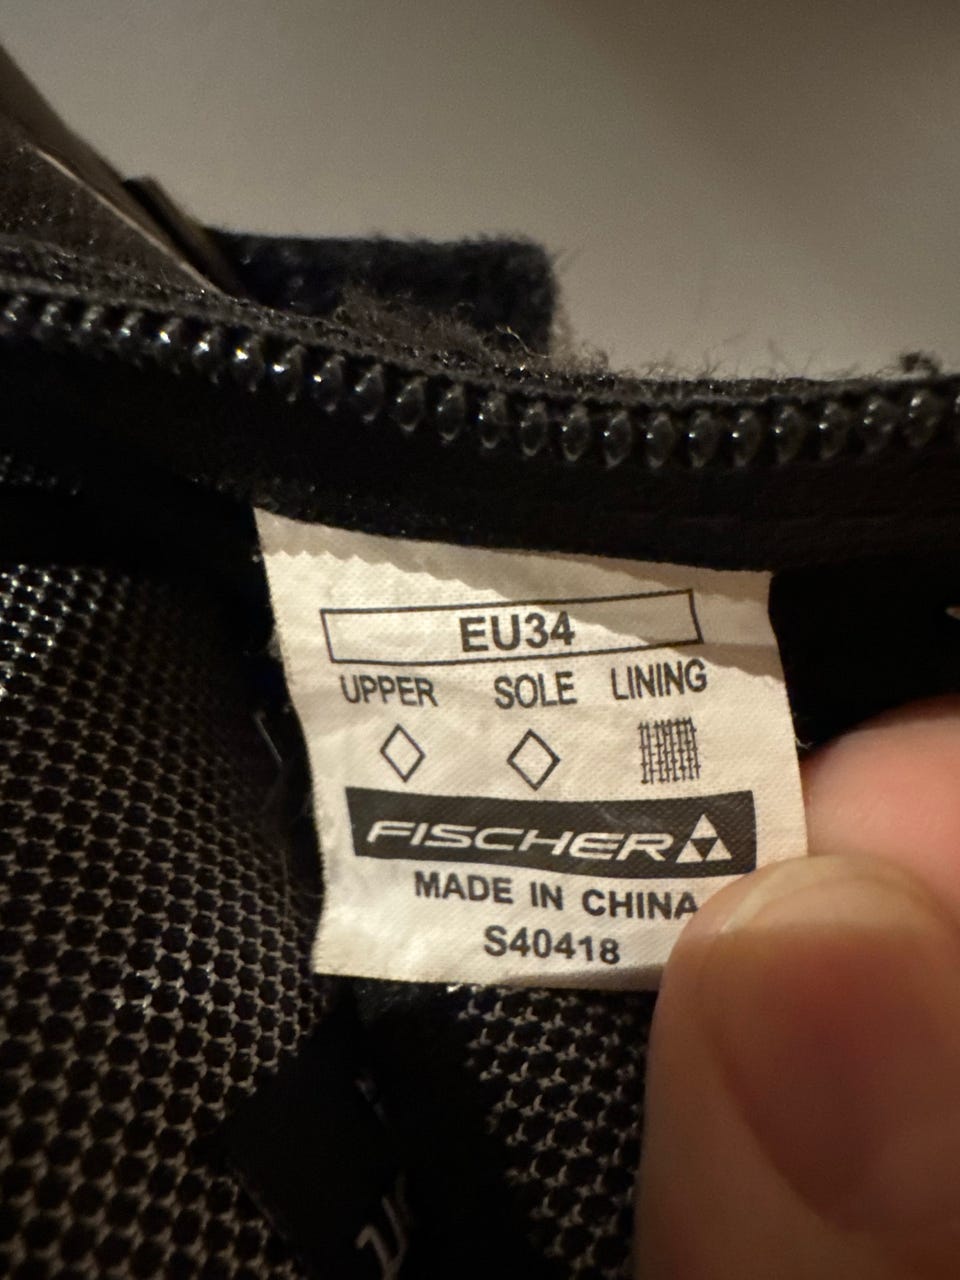 EU34
UPPER SOLE LINING
FISCHER
MADE IN CHINA
S40418